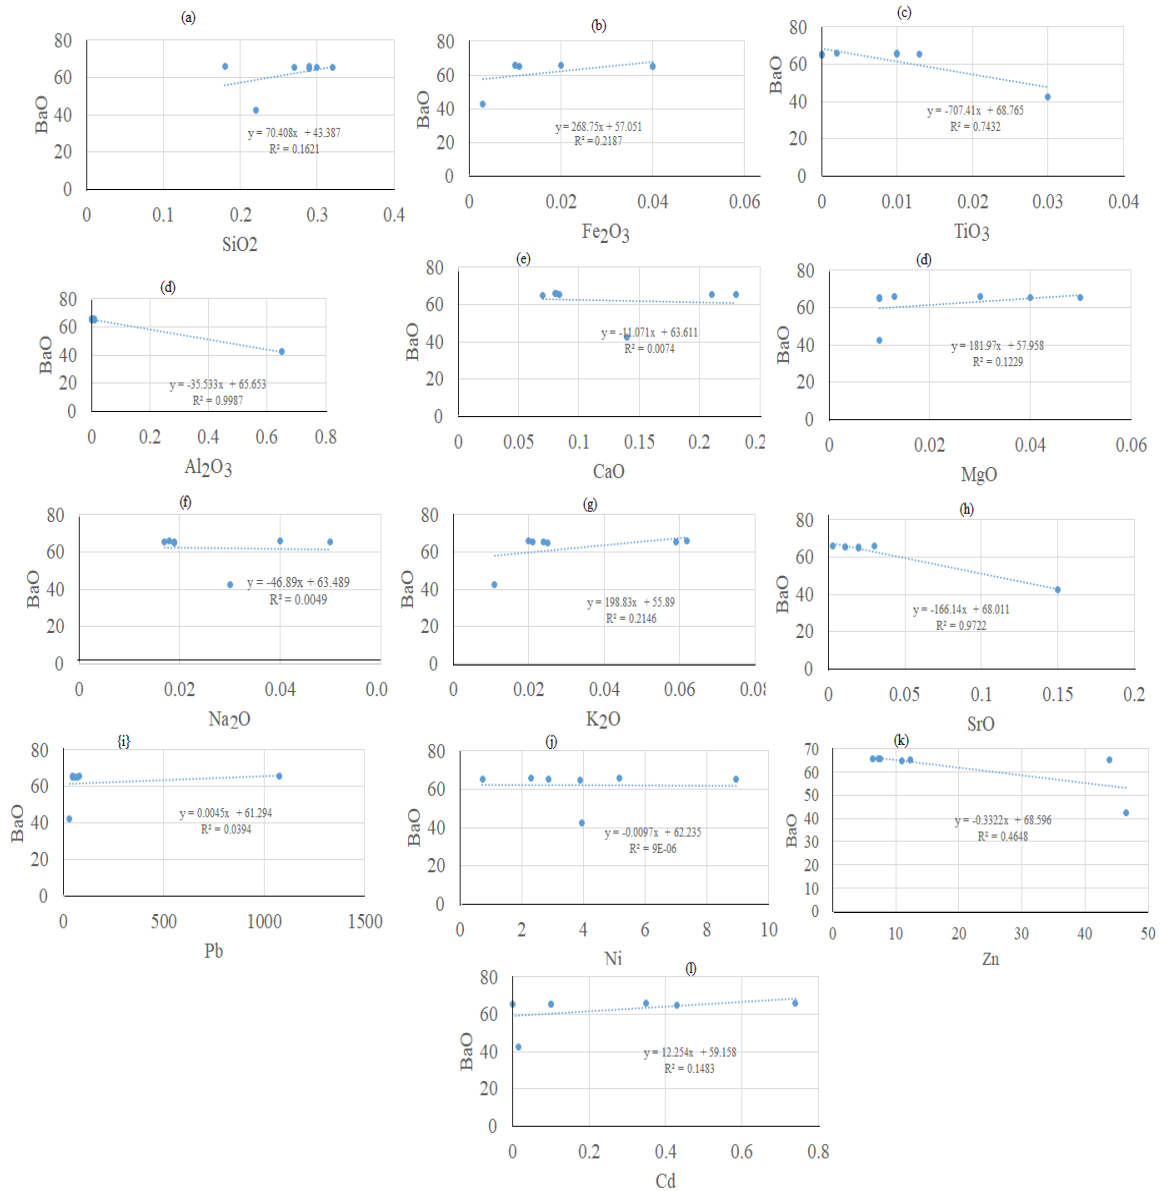 (a)
80
60
40
20
0
BaO
y = 70.408x + 43.387
R² = 0.1621
0 0.1 0.2 0.3 0.4
SiO2
(b)
80
60
40
20
0
BaO
y = 268.75x + 57.051
R² = 0.2187
0 0.02 0.04 0.06
Fe₂O₃
(c)
80
60
40
20
0
BaO
y = -707.41x + 68.765
R² = 0.7432
0 0.01 0.02 0.03 0.04
TiO₃
(d)
80
60
40
20
0
BaO
y = -35.533x + 65.653
R² = 0.9987
0 0.2 0.4 0.6 0.8
Al₂O₃
(e)
80
60
40
20
0
BaO
y = -11.071x + 63.611
R² = 0.0074
0 0.05 0.1 0.15 0.2 0.2
CaO
(d)
80
60
40
20
0
BaO
y = 181.97x + 57.958
R² = 0.1229
0 0.02 0.04 0.06
MgO
(f)
80
60
40
20
0
BaO
y = -46.89x + 63.489
R² = 0.0049
0 0.02 0.04 0.0
Na₂O
(g)
80
60
40
20
0
BaO
y = 198.83x + 55.89
R² = 0.2146
0 0.02 0.04 0.06 0.08
K₂O
(h)
80
60
40
20
0
BaO
y = -166.14x + 68.011
R² = 0.9722
0 0.05 0.1 0.15 0.2
SrO
{i}
80
60
40
20
0
BaO
y = 0.0045x + 61.294
R² = 0.0394
0 500 1000 1500
Pb
(j)
80
60
40
20
0
BaO
y = -0.0097x + 62.235
R² = 9E-06
0 2 4 6 8 10
Ni
(k)
70
60
50
40
30
20
10
0
BaO
y = -0.3322x + 68.596
R² = 0.4648
0 10 20 30 40 50
Zn
(l)
80
60
40
20
0
BaO
y = 12.254x + 59.158
R² = 0.1483
0 0.2 0.4 0.6 0.8
Cd